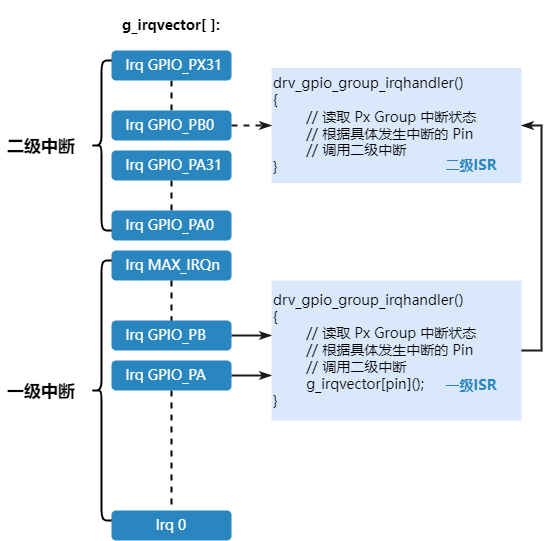 g_irqvector[ ]:
二级中断
Irq GPIO_PX31
Irq GPIO_PB0
Irq GPIO_PA31
Irq GPIO_PA0
drv_gpio_group_irqhandler()
{
// 读取 Px Group 中断状态
// 根据具体发生中断的 Pin
// 调用二级中断
}
二级ISR
一级中断
Irq MAX_IRQn
Irq GPIO_PB
Irq GPIO_PA
Irq 0
drv_gpio_group_irqhandler()
{
// 读取 Px Group 中断状态
// 根据具体发生中断的 Pin
// 调用二级中断
g_irqvector[pin]();
}
一级ISR